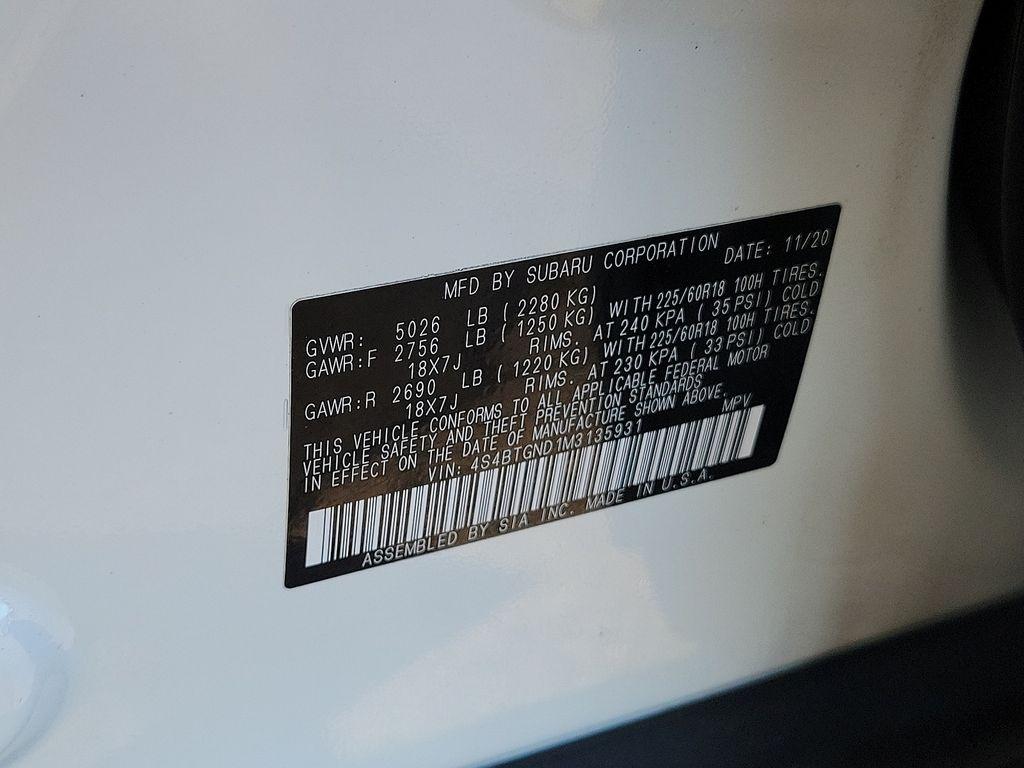 MFD BY SUBARU CORPORATION DATE: 11/20
GVWR: 5026 LB ( 2280 KG)
GAWR:F 2756 LB ( 1250 KG) WITH 225/60R18 100H TIRES.
18X7J RIMS. AT 240 KPA ( 35 PSI) COLD
GAWR:R 2690 LB ( 1220 KG) WITH 225/60R18 100H TIRES.
18X7J RIMS. AT 230 KPA ( 33 PSI) COLD
THIS VEHICLE CONFORMS TO ALL APPLICABLE FEDERAL MOTOR
VEHICLE SAFETY AND THEFT PREVENTION STANDARDS
IN EFFECT ON THE DATE OF MANUFACTURE SHOWN ABOVE.
VIN: 4S4BTGND1M3135931 MPV
ASSEMBLED BY SIA INC. MADE IN U.S.A.